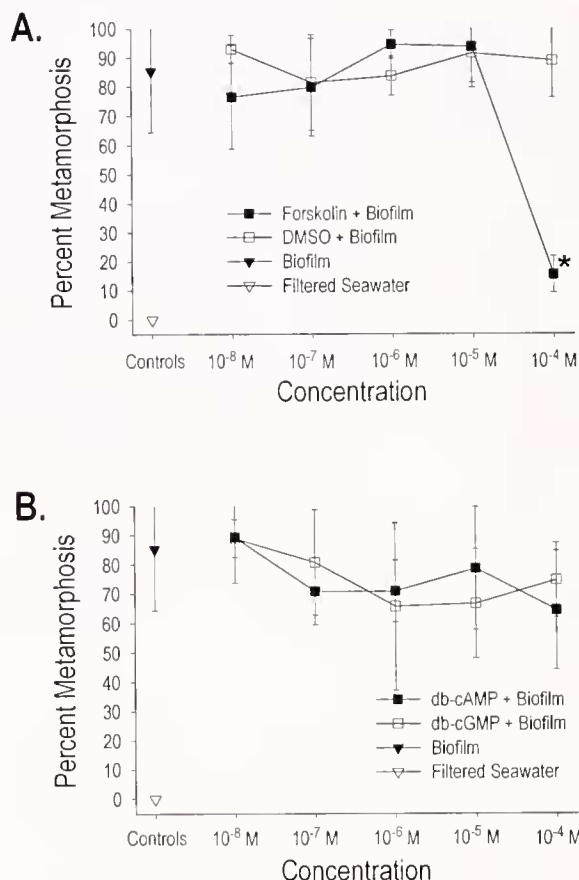 A.
Percent Metamorphosis
100
90
80
70
60
50
40
30
20
10
0
Forskolin + Biofilm
DMSO + Biofilm
Biofilm
Filtered Seawater
*
Controls 10⁻⁸ M 10⁻⁷ M 10⁻⁶ M 10⁻⁵ M 10⁻⁴ M
Concentration
B.
Percent Metamorphosis
100
90
80
70
60
50
40
30
20
10
0
db-cAMP + Biofilm
db-cGMP + Biofilm
Biofilm
Filtered Seawater
Controls 10⁻⁸ M 10⁻⁷ M 10⁻⁶ M 10⁻⁵ M 10⁻⁴ M
Concentration